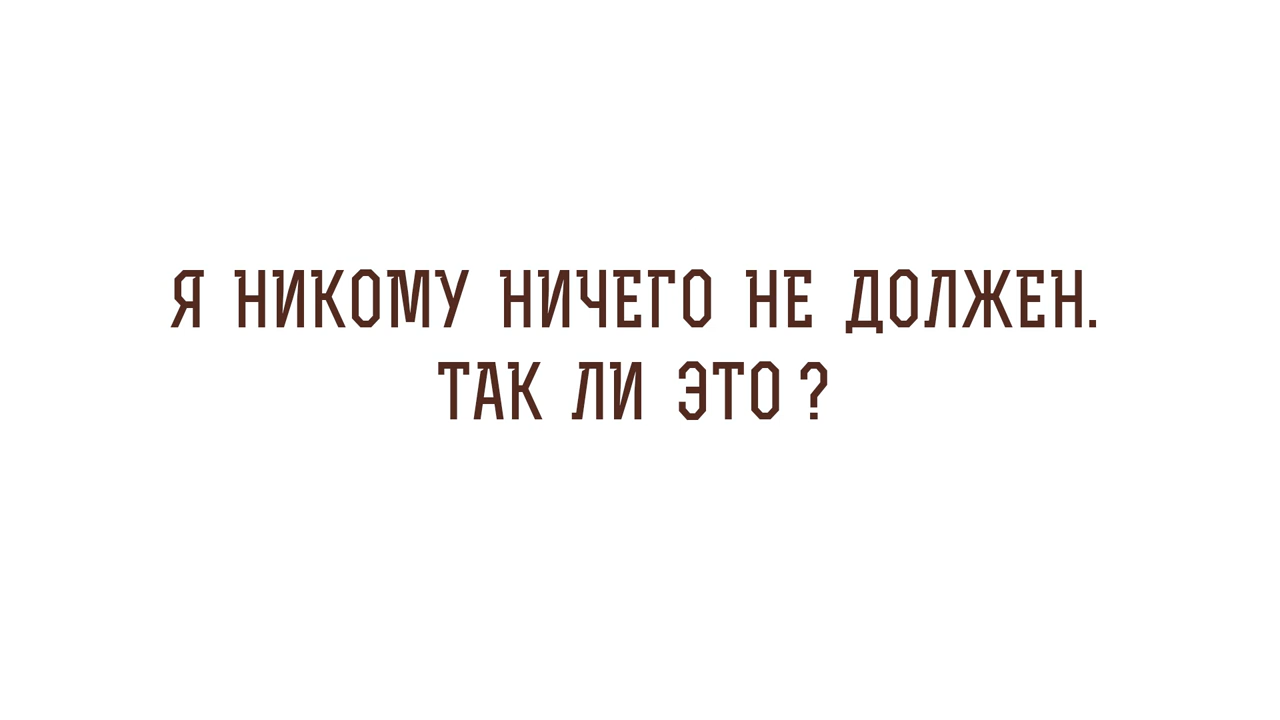 Я НИКОМУ НИЧЕГО НЕ ДОЛЖЕН.
ТАК ЛИ ЭТО ?